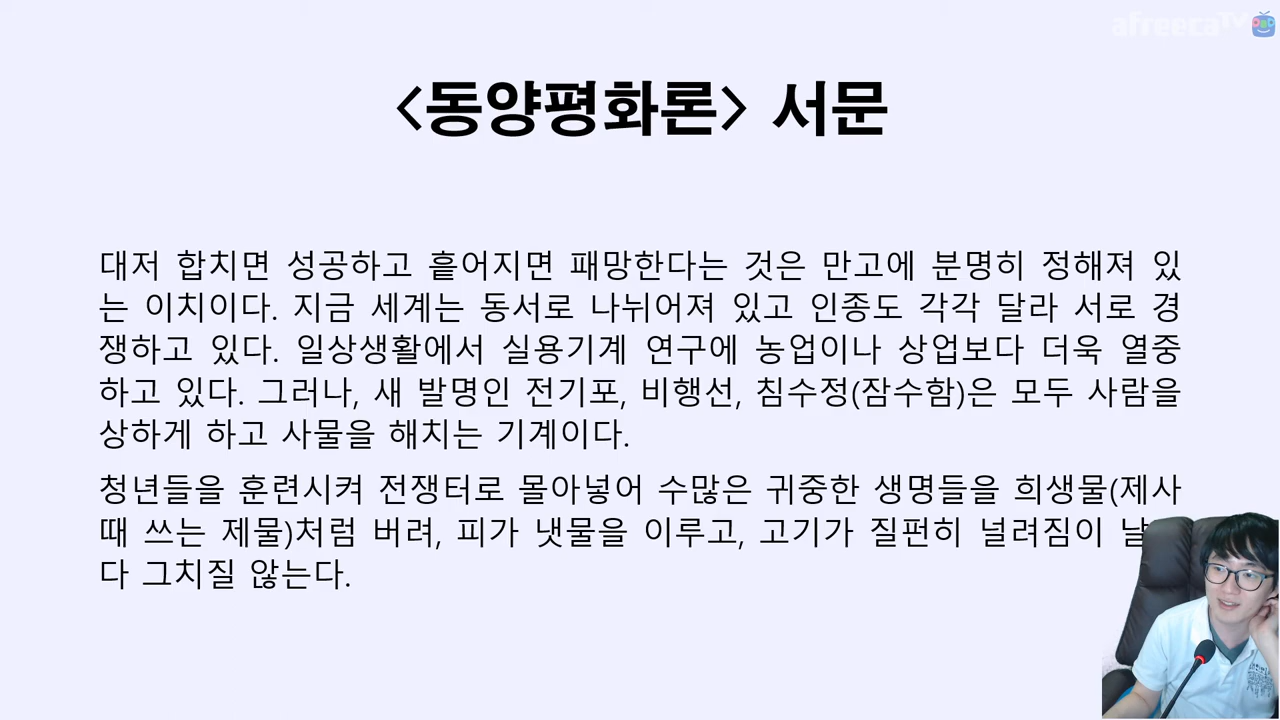 afreecaTV
<동양평화론> 서문
대저 합치면 성공하고 흩어지면 패망한다는 것은 만고에 분명히 정해져 있
는 이치이다. 지금 세계는 동서로 나뉘어져 있고 인종도 각각 달라 서로 경
쟁하고 있다. 일상생활에서 실용기계 연구에 농업이나 상업보다 더욱 열중
하고 있다. 그러나, 새 발명인 전기포, 비행선, 침수정(잠수함)은 모두 사람을
상하게 하고 사물을 해치는 기계이다.
청년들을 훈련시켜 전쟁터로 몰아넣어 수많은 귀중한 생명들을 희생물(제사
때 쓰는 제물)처럼 버려, 피가 냇물을 이루고, 고기가 질펀히 널려짐이 날
다 그치질 않는다.